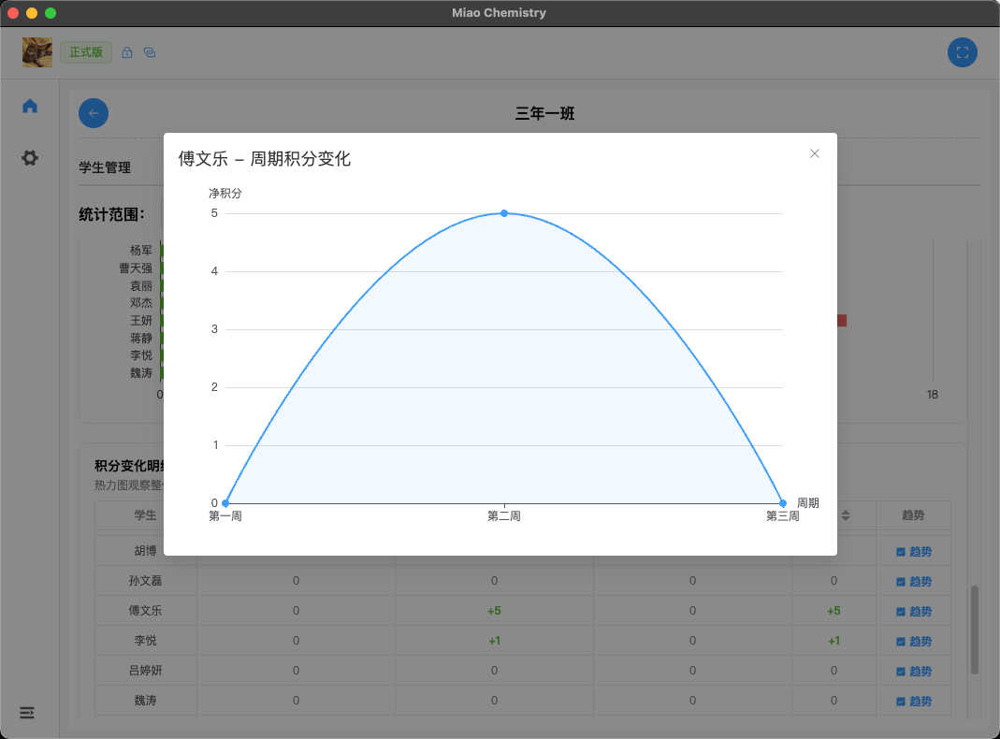 Miao Chemistry
正式版
三年一班
学生管理
统计范围：
傅文乐 – 周期积分变化
净积分
5
4
3
2
1
0
第一周
第二周
第三周
周期
杨军
曹天强
袁丽
邓杰
王妍
蒋静
李悦
魏涛
0
18
积分变化明
热力图观察整
学生 趋势
胡博 趋势
孙文磊 0 0 0 0 趋势
傅文乐 0 +5 0 +5 趋势
李悦 0 +1 0 +1 趋势
吕婷妍 0 0 0 0 趋势
魏涛 0 0 0 0 趋势